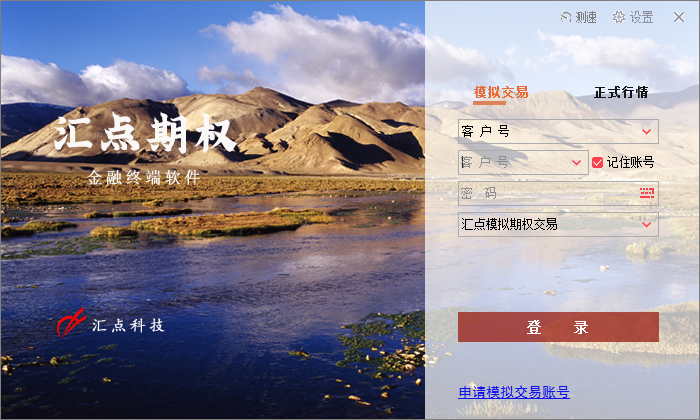 测速 设置
模拟交易 正式行情
客 户 号
客 户 号 记住账号
密 码
汇点模拟期权交易
登 录
申请模拟交易账号
汇点期权
金融终端软件
汇点科技